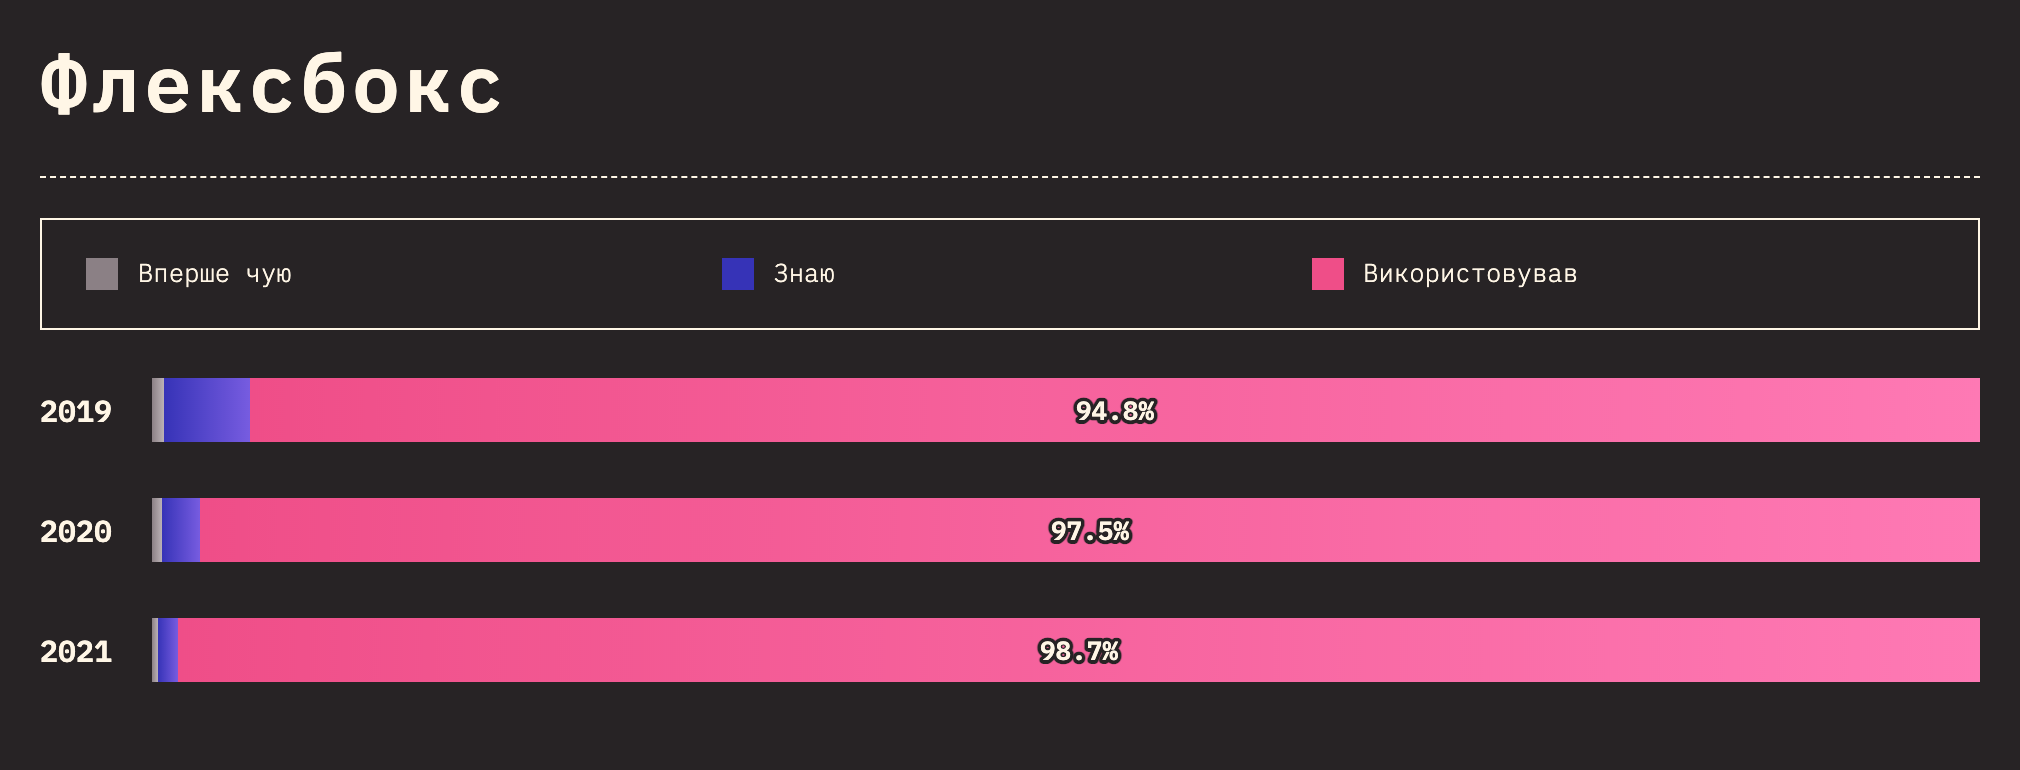 Флексбокс
Вперше чую Знаю Використовував
2019 94.8%
2020 97.5%
2021 98.7%